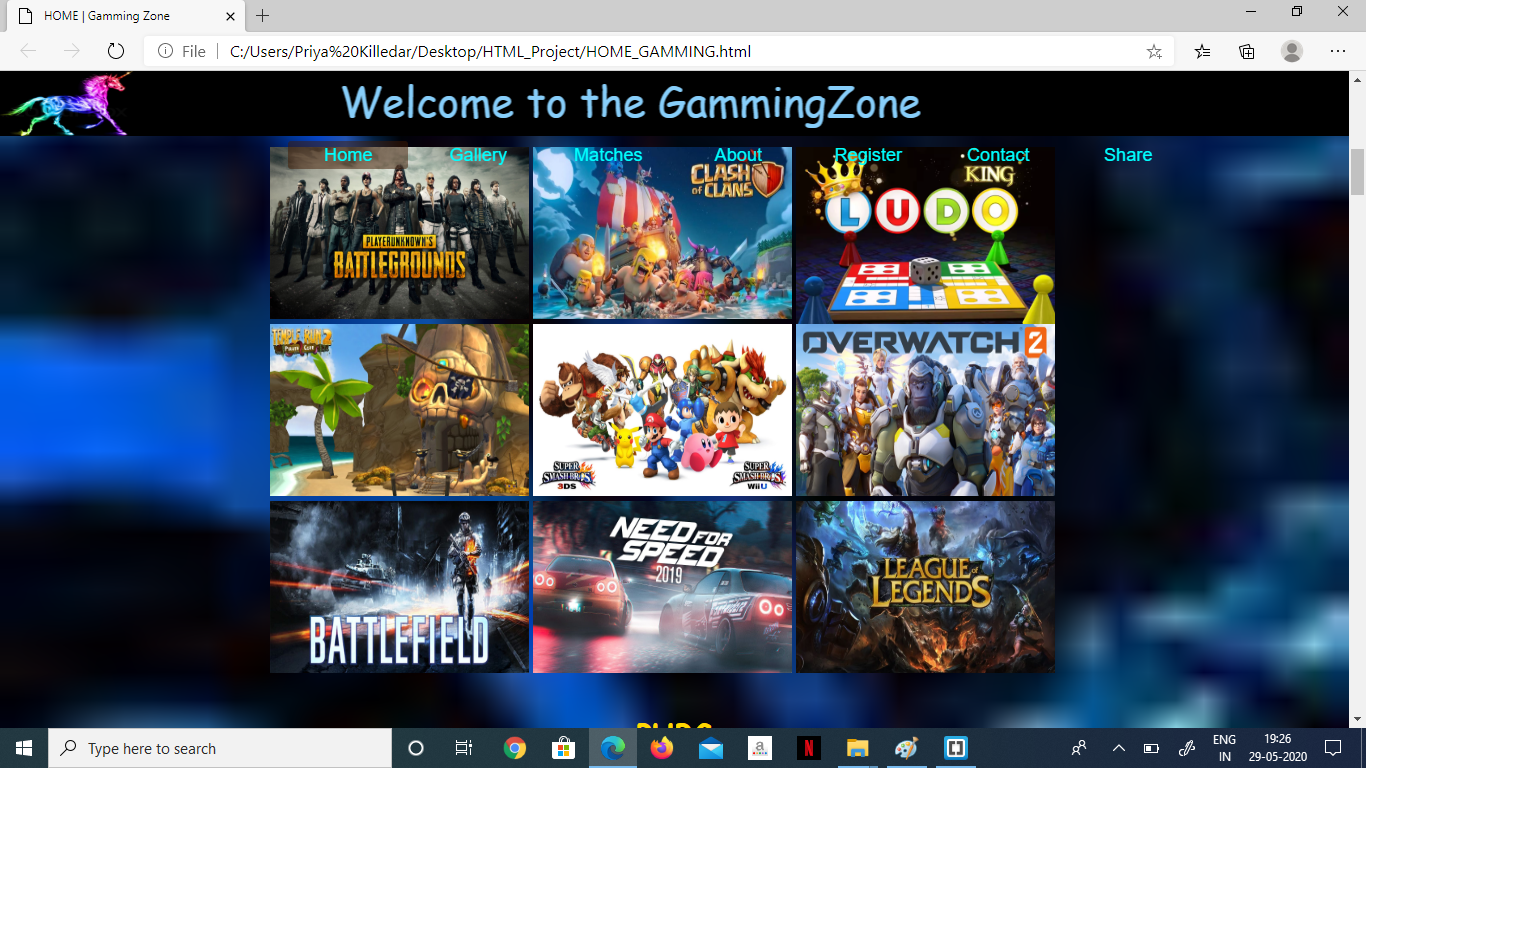 HOME | Gamming Zone
File
C:/Users/Priya%20Killedar/Desktop/HTML_Project/HOME_GAMMING.html
Welcome to the GammingZone
Home Gallery Matches About Register Contact Share
PLAYERUNKNOWN'S
BATTLEGROUNDS
CLASH
OF CLANS
KING
LUDO
TEMPLE RUN 2
SUPER
SMASH BROS
3DS
SUPER
SMASH BROS
Wii U
OVERWATCH 2
BATTLEFIELD
NEED FOR
SPEED
2019
LEAGUE of
LEGENDS
Type here to search
a
N
ENG
IN
19:26
29-05-2020